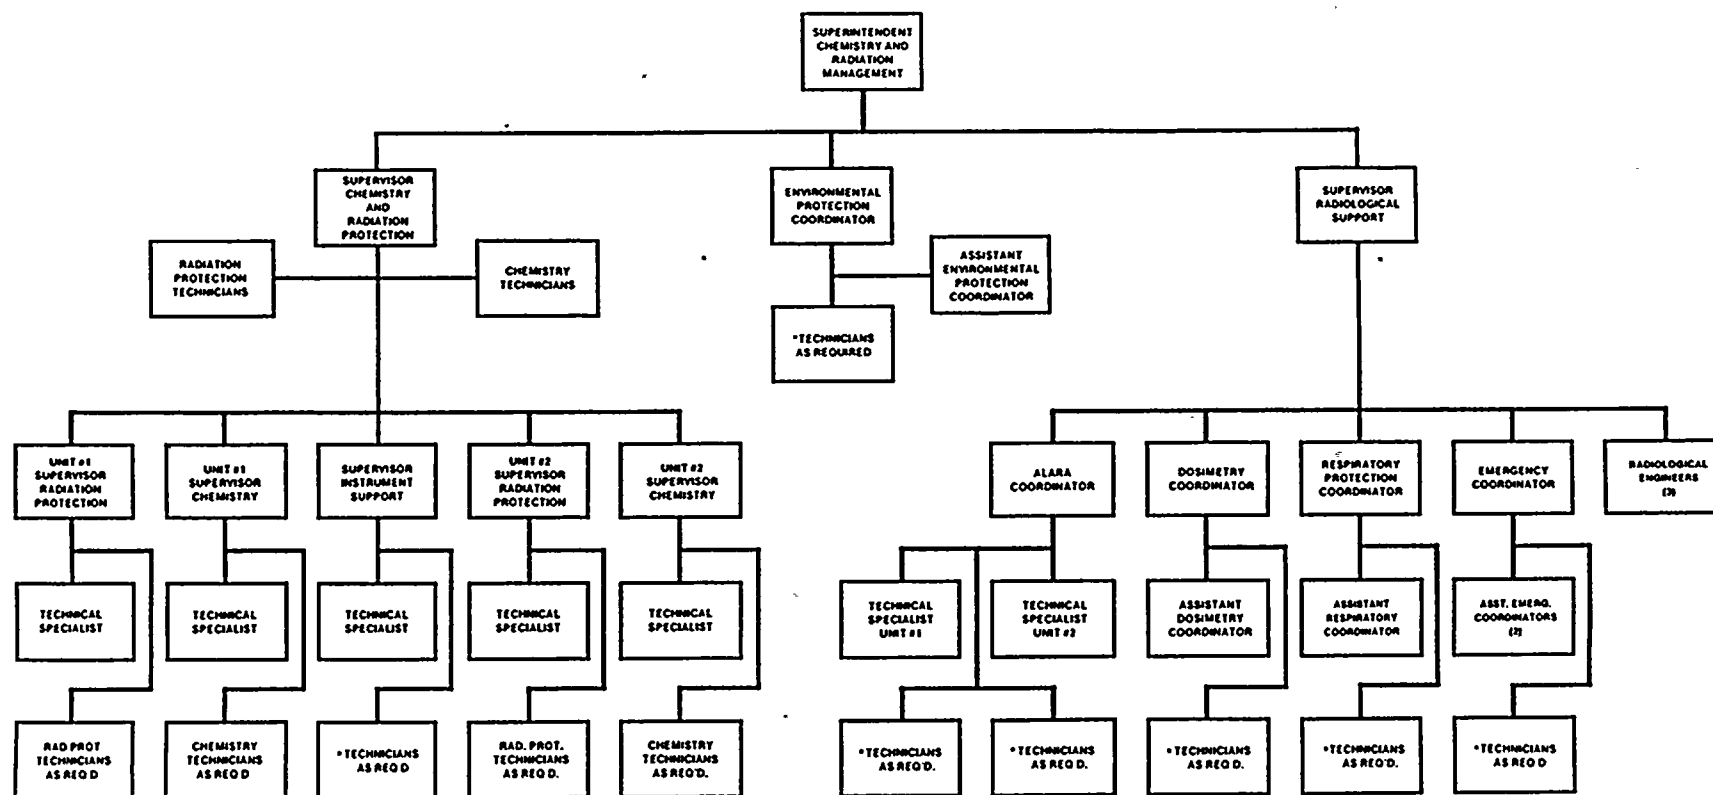 SUPERINTENDENT
CHEMISTRY AND
RADIATION
MANAGEMENT
SUPERVISOR
CHEMISTRY
AND
RADIATION
PROTECTION
ENVIRONMENTAL
PROTECTION
COORDINATOR
SUPERVISOR
RADIOLOGICAL
SUPPORT
RADIATION
PROTECTION
TECHNICIANS
CHEMISTRY
TECHNICIANS
ASSISTANT
ENVIRONMENTAL
PROTECTION
COORDINATOR
*TECHNICIANS
AS REQUIRED
UNIT #1
SUPERVISOR
RADIATION
PROTECTION
UNIT #1
SUPERVISOR
CHEMISTRY
SUPERVISOR
INSTRUMENT
SUPPORT
UNIT #2
SUPERVISOR
RADIATION
PROTECTION
UNIT #2
SUPERVISOR
CHEMISTRY
ALARA
COORDINATOR
DOSIMETRY
COORDINATOR
RESPIRATORY
PROTECTION
COORDINATOR
EMERGENCY
COORDINATOR
RADIOLOGICAL
ENGINEERS
(3)
TECHNICAL
SPECIALIST
TECHNICAL
SPECIALIST
TECHNICAL
SPECIALIST
TECHNICAL
SPECIALIST
TECHNICAL
SPECIALIST
TECHNICAL
SPECIALIST
UNIT #1
TECHNICAL
SPECIALIST
UNIT #2
ASSISTANT
DOSIMETRY
COORDINATOR
ASSISTANT
RESPIRATORY
COORDINATOR
ASST. EMERG.
COORDINATORS
(2)
RAD PROT
TECHNICIANS
AS REQ'D
CHEMISTRY
TECHNICIANS
AS REQ'D
*TECHNICIANS
AS REQ'D
RAD. PROT.
TECHNICIANS
AS REQ'D.
CHEMISTRY
TECHNICIANS
AS REQ'D.
*TECHNICIANS
AS REQ'D.
*TECHNICIANS
AS REQ'D.
*TECHNICIANS
AS REQ'D.
*TECHNICIANS
AS REQ'D.
*TECHNICIANS
AS REQ'D